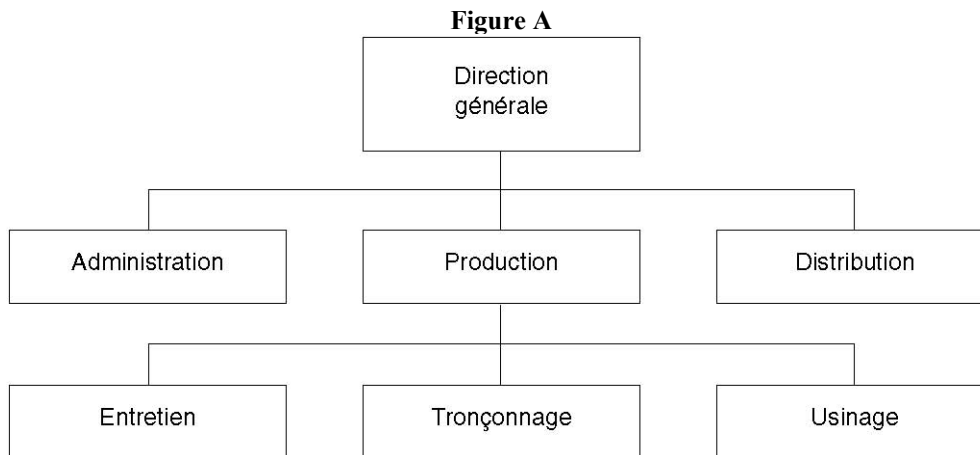 Figure A
Direction
générale
Administration
Production
Distribution
Entretien
Tronçonnage
Usinage